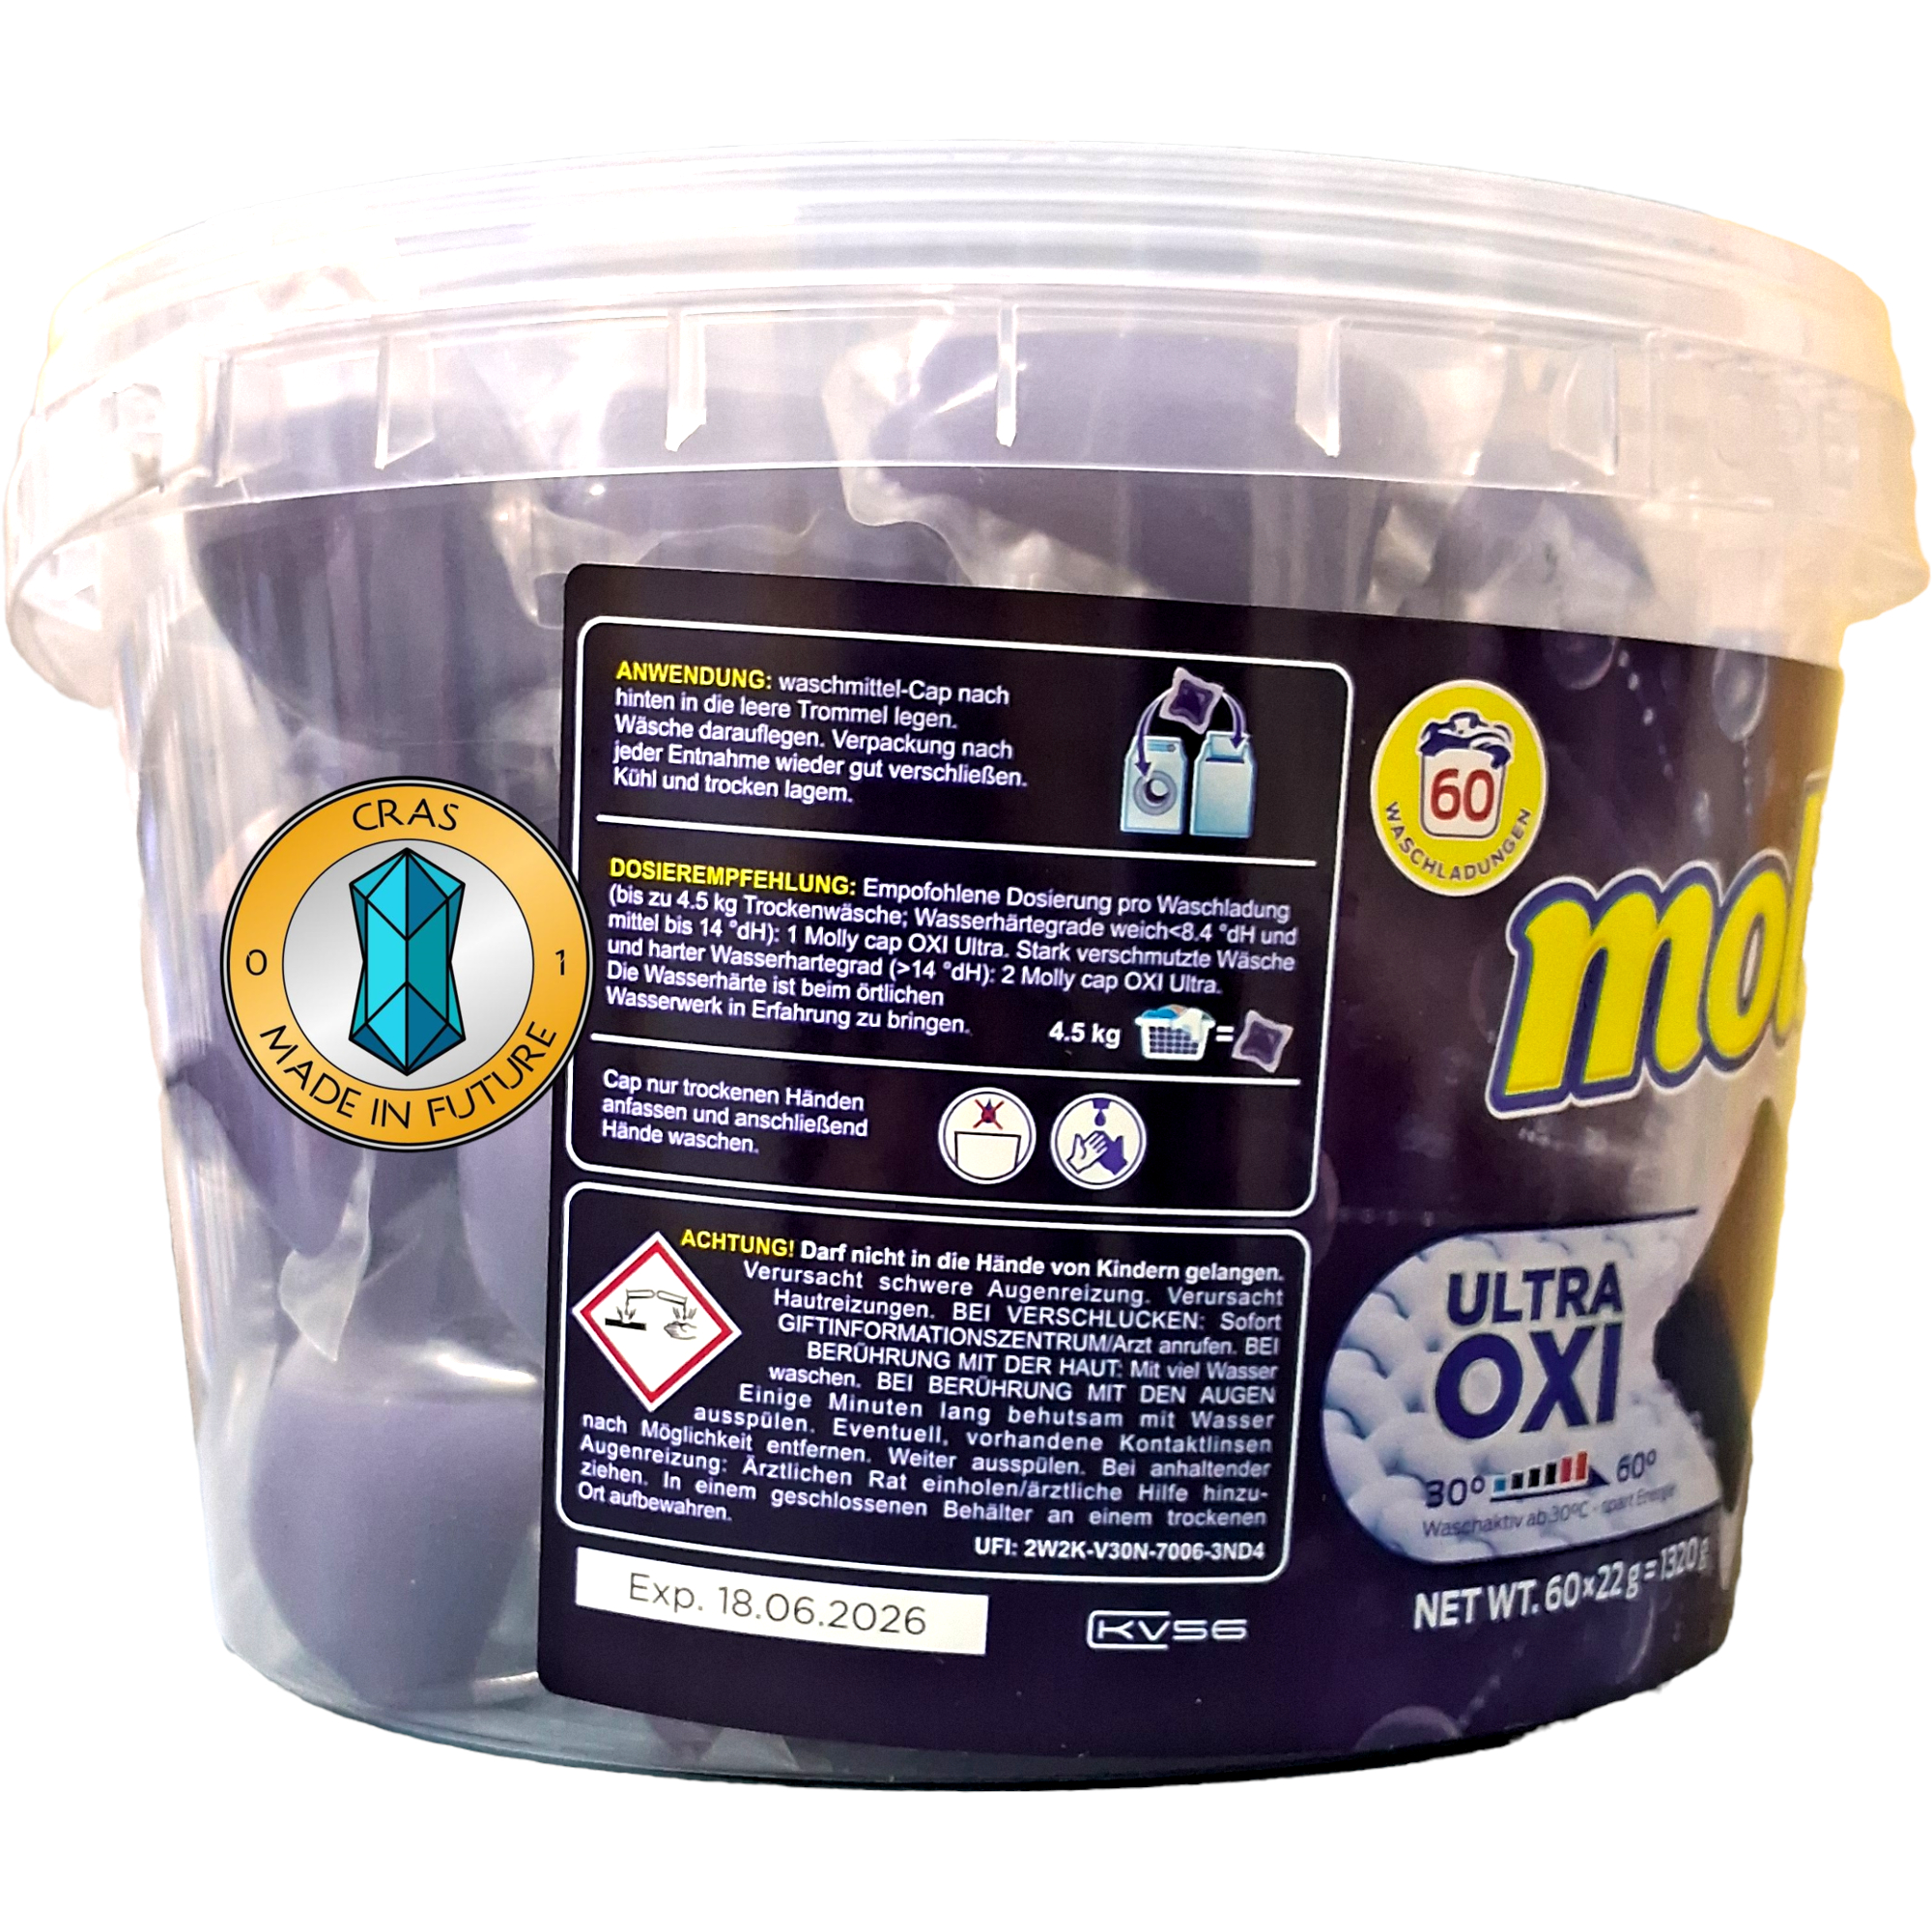 ANWENDUNG: waschmittel-Cap nach
hinten in die leere Trommel legen.
Wäsche darauflegen. Verpackung nach
jeder Entnahme wieder gut verschließen.
Kühl und trocken lagem.
DOSIEREMPFEHLUNG: Empofohlene Dosierung pro Waschladung
(bis zu 4.5 kg Trockenwäsche; Wasserhärtegrade weich<8.4 °dH und
mittel bis 14 °dH): 1 Molly cap OXI Ultra. Stark verschmutzte Wäsche
und harter Wasserhartegrad (>14 °dH): 2 Molly cap OXI Ultra.
Die Wasserhärte ist beim örtlichen
Wasserwerk in Erfahrung zu bringen.
4.5 kg =
Cap nur trockenen Händen
anfassen und anschließend
Hände waschen.
ACHTUNG! Darf nicht in die Hände von Kindern gelangen.
Verursacht schwere Augenreizung. Verursacht
Hautreizungen. BEI VERSCHLUCKEN: Sofort
GIFTINFORMATIONSZENTRUM/Arzt anrufen. BEI
BERÜHRUNG MIT DER HAUT: Mit viel Wasser
waschen. BEI BERÜHRUNG MIT DEN AUGEN
Einige Minuten lang behutsam mit Wasser
ausspülen. Eventuell, vorhandene Kontaktlinsen
nach Möglichkeit entfernen. Weiter ausspülen. Bei anhaltender
Augenreizung: Ärztlichen Rat einholen/ärztliche Hilfe hinzu-
ziehen. In einem geschlossenen Behälter an einem trockenen
Ort aufbewahren.
UFI: 2W2K-V30N-7006-3ND4
Exp. 18.06.2026
KVS6
60
WASCHLADUNGEN
mol
ULTRA
OXI
30° 60°
Waschaktiv ab 30°C - spart Energie
NET WT. 60×22g=1320g
CRAS
0 1
MADE IN FUTURE